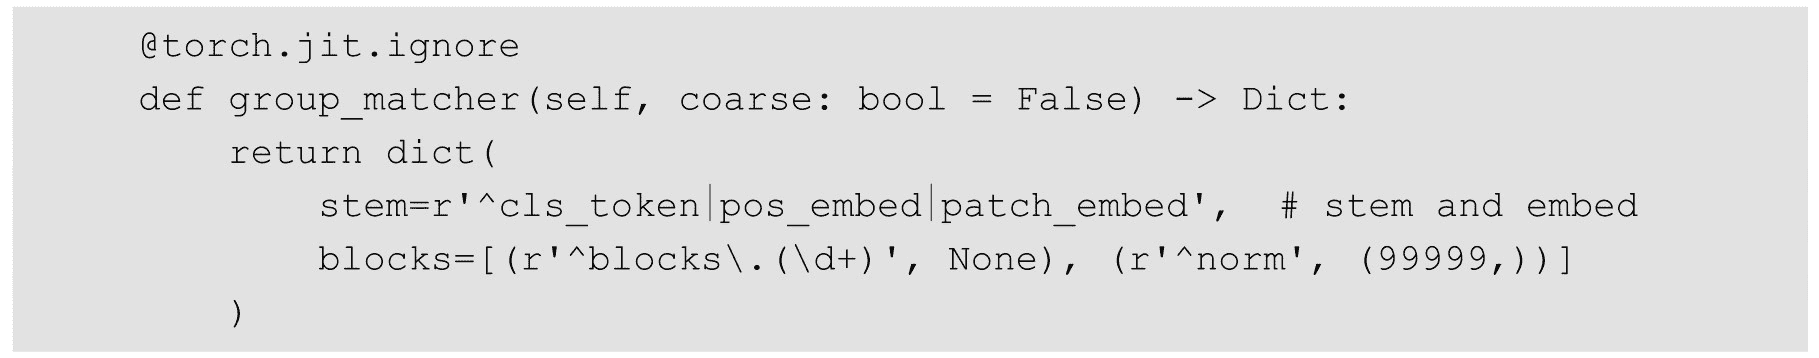 @torch.jit.ignore
def group_matcher(self, coarse: bool = False) -> Dict:
return dict(
stem=r'^cls_token|pos_embed|patch_embed',  # stem and embed
blocks=[(r'^blocks\.(\d+)', None), (r'^norm', (99999,))]
)